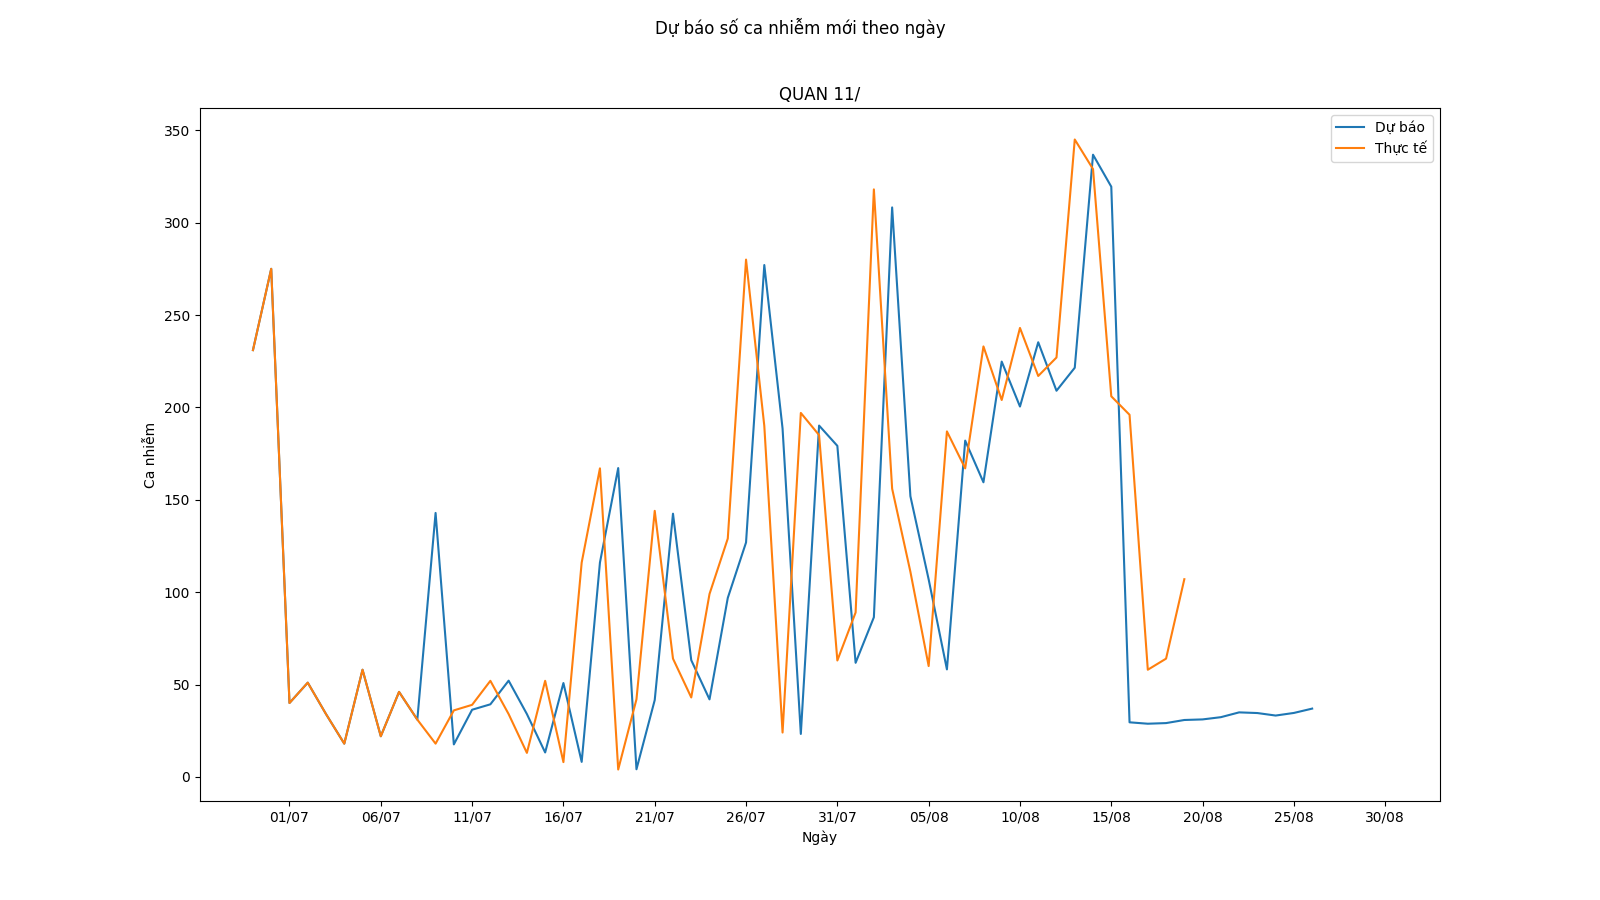 Dự báo số ca nhiễm mới theo ngày
QUAN 11/
Dự báo
Thực tế
350
300
250
200
150
100
50
0
Ca nhiễm
01/07 06/07 11/07 16/07 21/07 26/07 31/07 05/08 10/08 15/08 20/08 25/08 30/08
Ngày